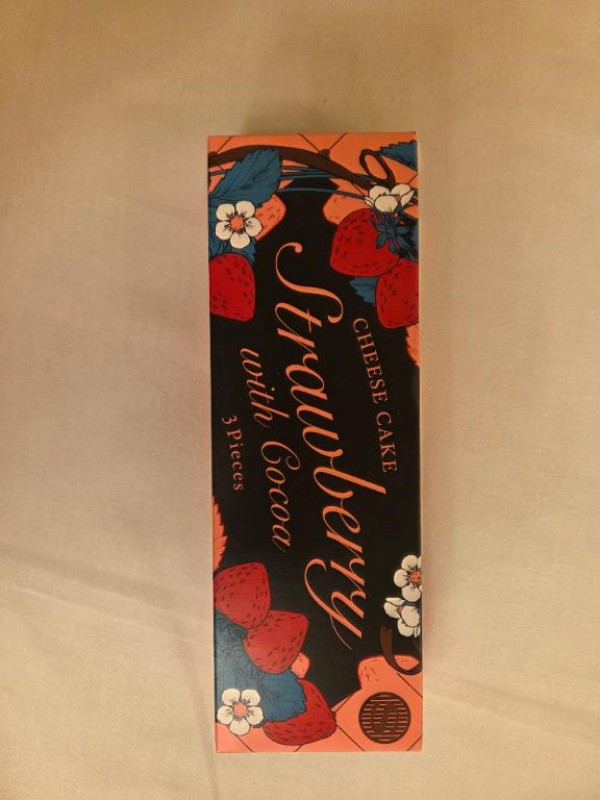 CHEESE CAKE
Strawberry
with Cocoa
3 Pieces